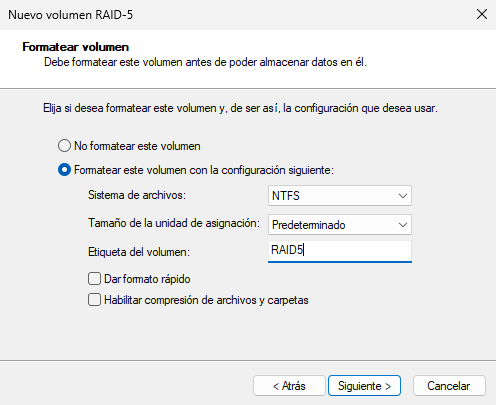 Nuevo volumen RAID-5
Formatear volumen
Debe formatear este volumen antes de poder almacenar datos en él.
Elija si desea formatear este volumen y, de ser así, la configuración que desea usar.
No formatear este volumen
Formatear este volumen con la configuración siguiente:
Sistema de archivos: NTFS
Tamaño de la unidad de asignación: Predeterminado
Etiqueta del volumen: RAID5
Dar formato rápido
Habilitar compresión de archivos y carpetas
< Atrás Siguiente > Cancelar